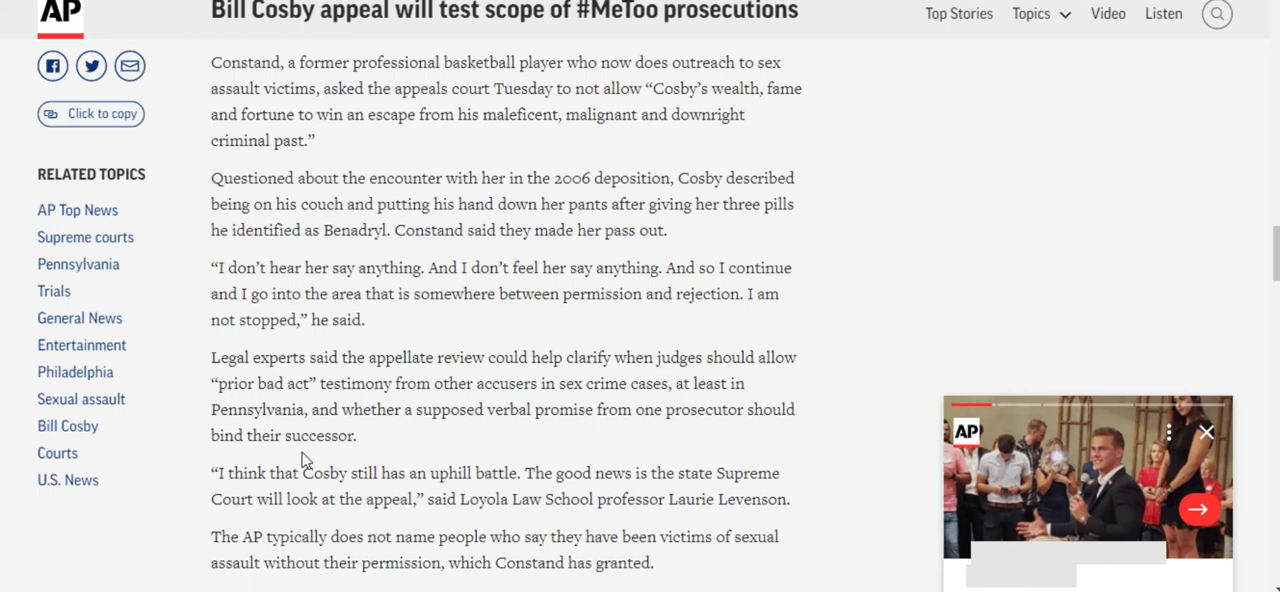 AP
Bill Cosby appeal will test scope of #MeToo prosecutions
Top Stories Topics Video Listen
Click to copy
RELATED TOPICS
AP Top News
Supreme courts
Pennsylvania
Trials
General News
Entertainment
Philadelphia
Sexual assault
Bill Cosby
Courts
U.S. News
Constand, a former professional basketball player who now does outreach to sex
assault victims, asked the appeals court Tuesday to not allow “Cosby’s wealth, fame
and fortune to win an escape from his maleficent, malignant and downright
criminal past.”
Questioned about the encounter with her in the 2006 deposition, Cosby described
being on his couch and putting his hand down her pants after giving her three pills
he identified as Benadryl. Constand said they made her pass out.
“I don’t hear her say anything. And I don’t feel her say anything. And so I continue
and I go into the area that is somewhere between permission and rejection. I am
not stopped,” he said.
Legal experts said the appellate review could help clarify when judges should allow
“prior bad act” testimony from other accusers in sex crime cases, at least in
Pennsylvania, and whether a supposed verbal promise from one prosecutor should
bind their successor.
“I think that Cosby still has an uphill battle. The good news is the state Supreme
Court will look at the appeal,” said Loyola Law School professor Laurie Levenson.
The AP typically does not name people who say they have been victims of sexual
assault without their permission, which Constand has granted.
AP